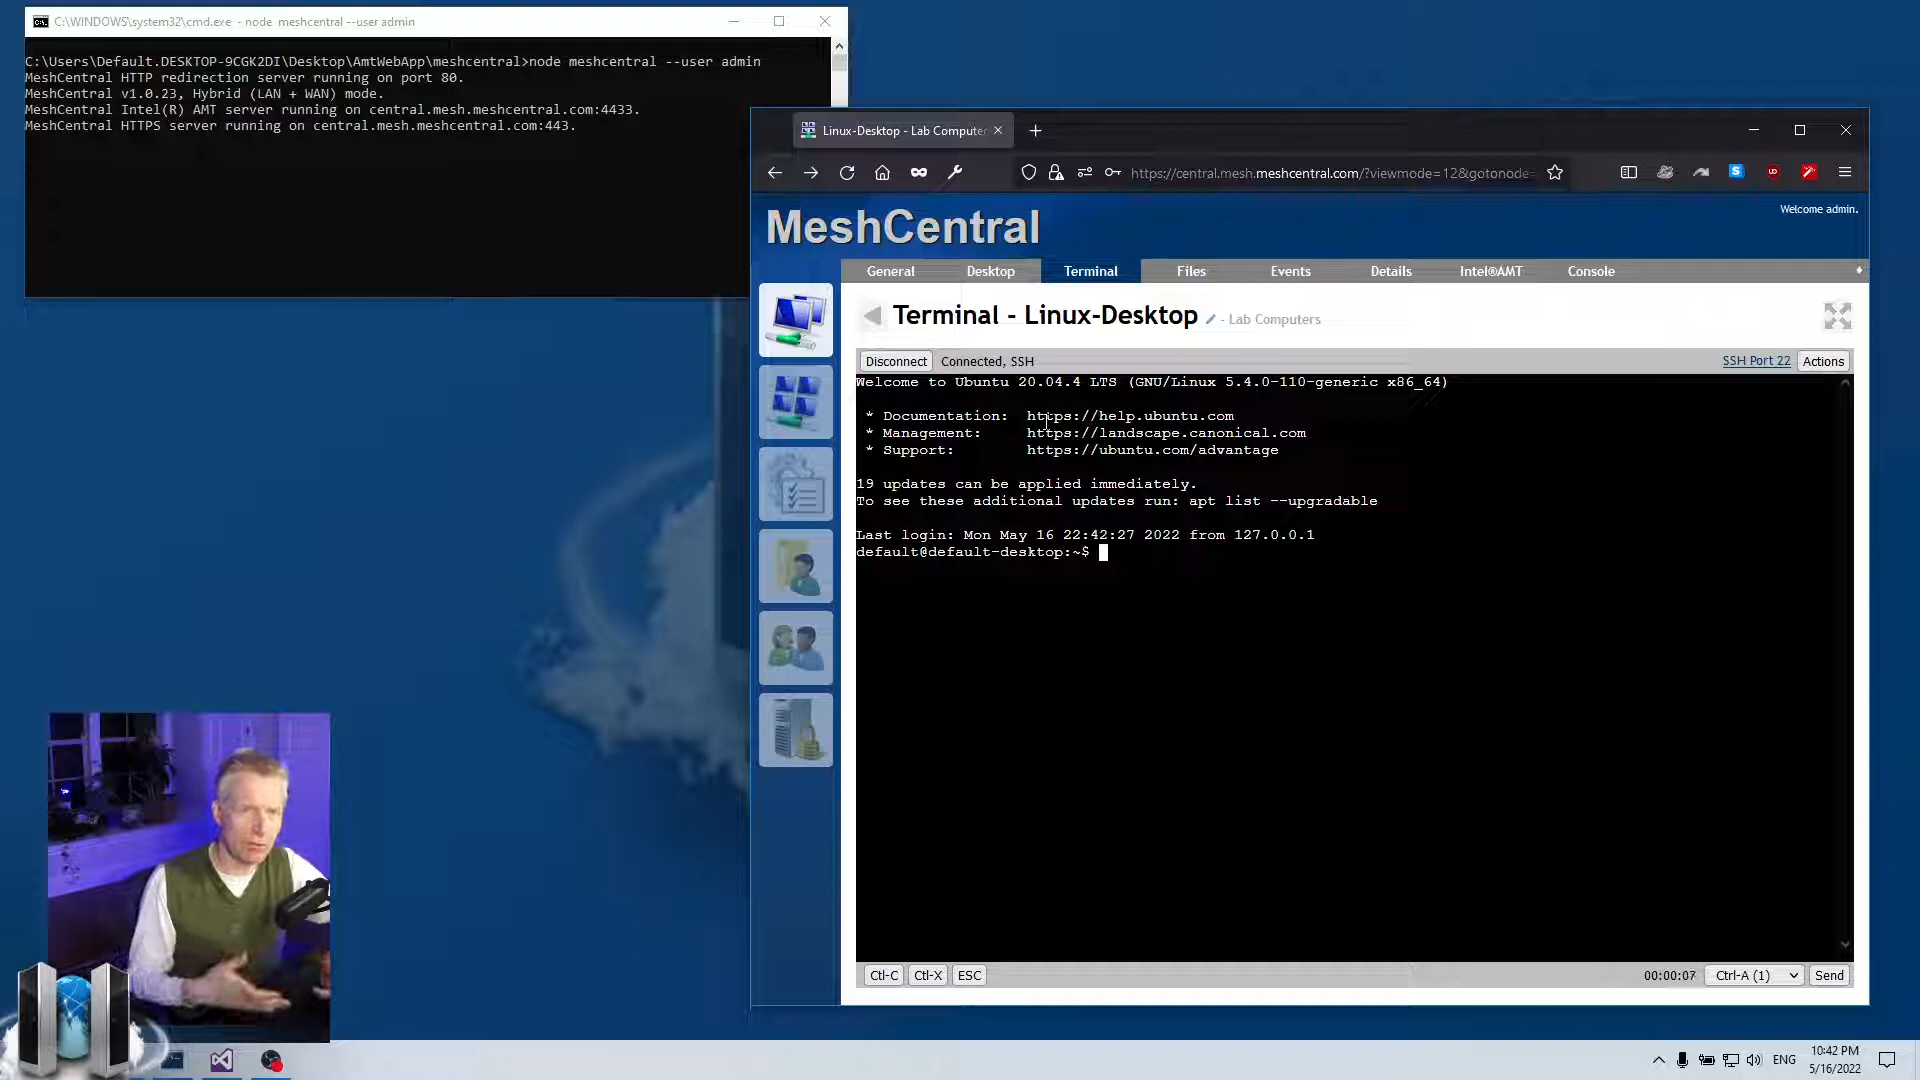 C:\WINDOWS\system32\cmd.exe - node meshcentral --user admin
C:\Users\Default.DESKTOP-9CGK2DI\Desktop\AmtWebApp\meshcentral>node meshcentral --user admin
MeshCentral HTTP redirection server running on port 80.
MeshCentral v1.0.23, Hybrid (LAN + WAN) mode.
MeshCentral Intel(R) AMT server running on central.mesh.meshcentral.com:4433.
MeshCentral HTTPS server running on central.mesh.meshcentral.com:443.
Linux-Desktop - Lab Computer
https://central.mesh.meshcentral.com/?viewmode=12&gotonode=
MeshCentral
Welcome admin.
General Desktop Terminal Files Events Details Intel®AMT Console
Terminal - Linux-Desktop - Lab Computers
Disconnect Connected, SSH SSH Port 22 Actions
Welcome to Ubuntu 20.04.4 LTS (GNU/Linux 5.4.0-110-generic x86_64)
* Documentation: https://help.ubuntu.com
* Management: https://landscape.canonical.com
* Support: https://ubuntu.com/advantage
19 updates can be applied immediately.
To see these additional updates run: apt list --upgradable
Last login: Mon May 16 22:42:27 2022 from 127.0.0.1
default@default-desktop:~$
Ctl-C Ctl-X ESC 00:00:07 Ctrl-A (1) Send
ENG 10:42 PM
5/16/2022